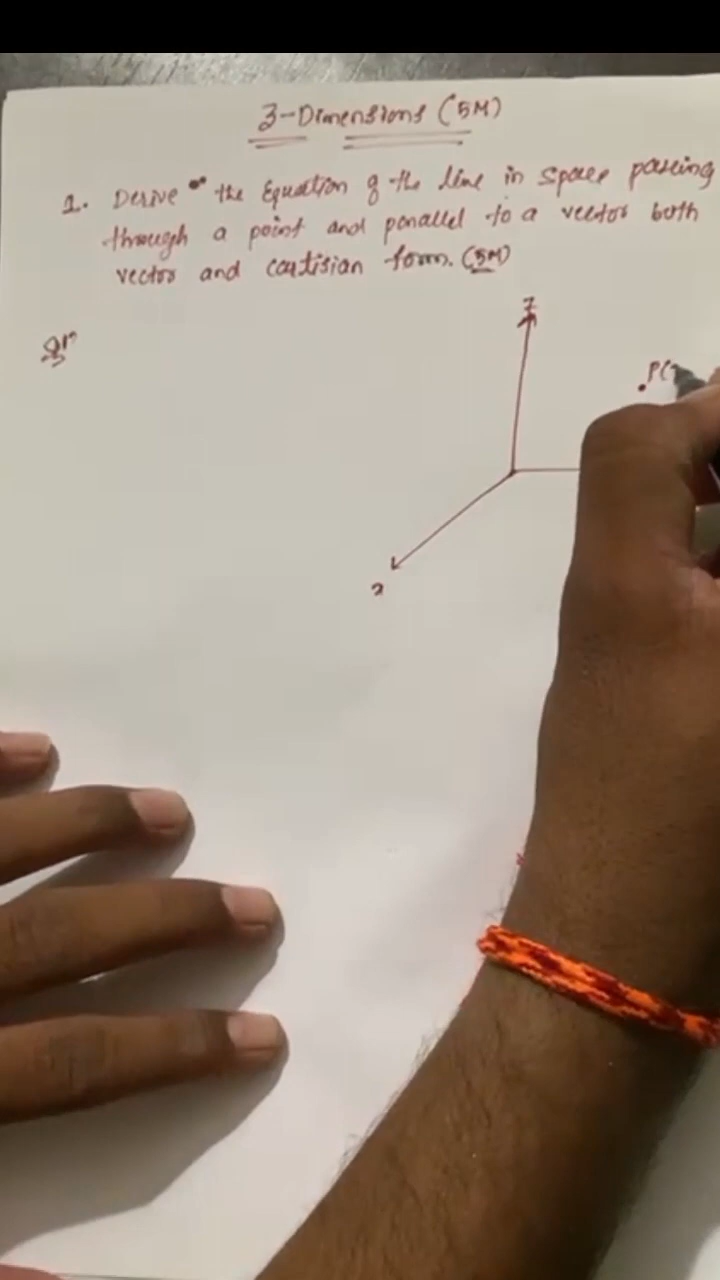 3-Dimensions (5M)
1. Derive the Equation of the line in space passing
through a point and parallel to a vector both
vector and cartisian form. (5M)
Z
P(
x